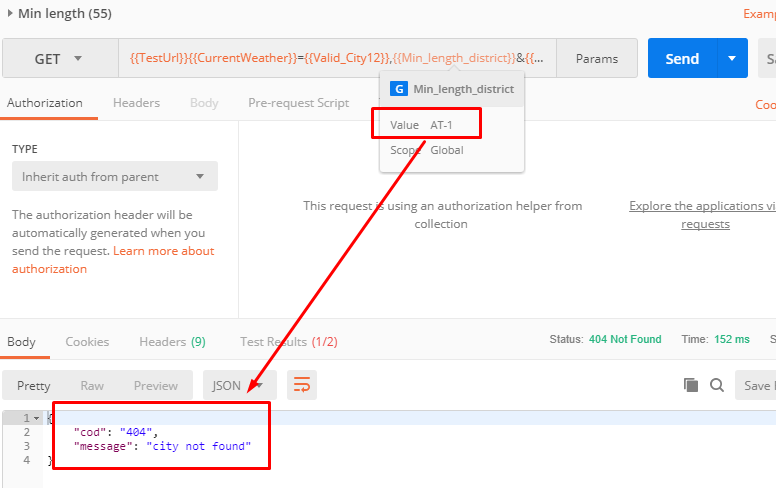 Min length (55)
Examp
GET
{{TestUrl}}{{CurrentWeather}}={{Valid_City12}},{{Min_length_district}}&{{...
Params
Send
Sa
G Min_length_district
Authorization
Headers
Body
Pre-request Script
Coo
Value AT-1
Scope Global
TYPE
Inherit auth from parent
The authorization header will be
automatically generated when you
send the request. Learn more about
authorization
This request is using an authorization helper from
collection
Explore the applications vi
requests
Body
Cookies
Headers (9)
Test Results (1/2)
Status: 404 Not Found
Time: 152 ms
S
Pretty
Raw
Preview
JSON
Save
1 {
2 "cod": "404",
3 "message": "city not found"
4 }